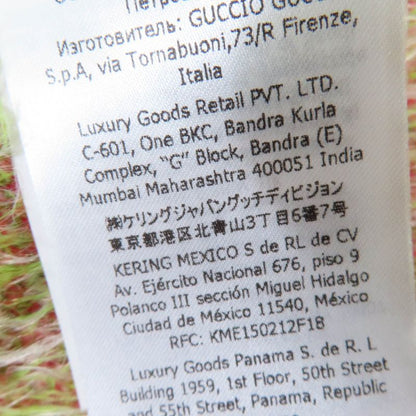 Изготовитель: GUCCIO GUCCI
S.p.A, via Tornabuoni,73/R Firenze,
Italia
Luxury Goods Retail PVT. LTD.
C-601, One BKC, Bandra Kurla
Complex, "G" Block, Bandra (E)
Mumbai Maharashtra 400051 India
㈱ケリングジャパングッチディビジョン
東京都港区北青山3丁目6番7号
KERING MEXICO S de RL de CV
Av. Ejército Nacional 676, piso 9
Polanco III sección Miguel Hidalgo
Ciudad de México 11540, México
RFC: KME150212F18
Luxury Goods Panama S. de R. L
Building 1959, 1st Floor, 50th Street
and 55th Street, Panama, Republic